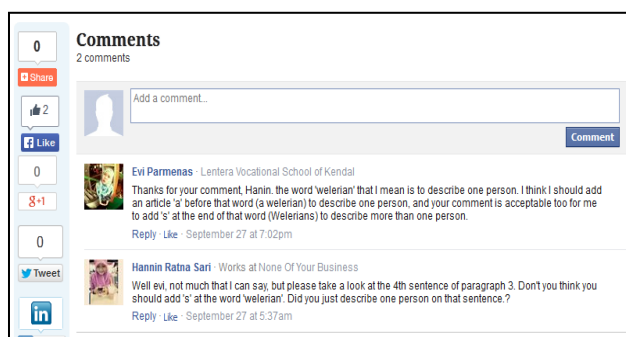 0
Share
2
Like
0
g+1
0
Tweet
in
Comments
2 comments
Add a comment...
Comment
Evi Parmenas · Lentera Vocational School of Kendal
Thanks for your comment, Hanin. the word 'welerian' that I mean is to describe one person. I think I should add
an article 'a' before that word (a welerian) to describe one person, and your comment is acceptable too for me
to add 's' at the end of that word (Welerians) to describe more than one person.
Reply · Like · September 27 at 7:02pm
Hannin Ratna Sari · Works at None Of Your Business
Well evi, not much that I can say, but please take a look at the 4th sentence of paragraph 3. Don't you think you
should add 's' at the word 'welerian'. Did you just describe one person on that sentence.?
Reply · Like · September 27 at 5:37am